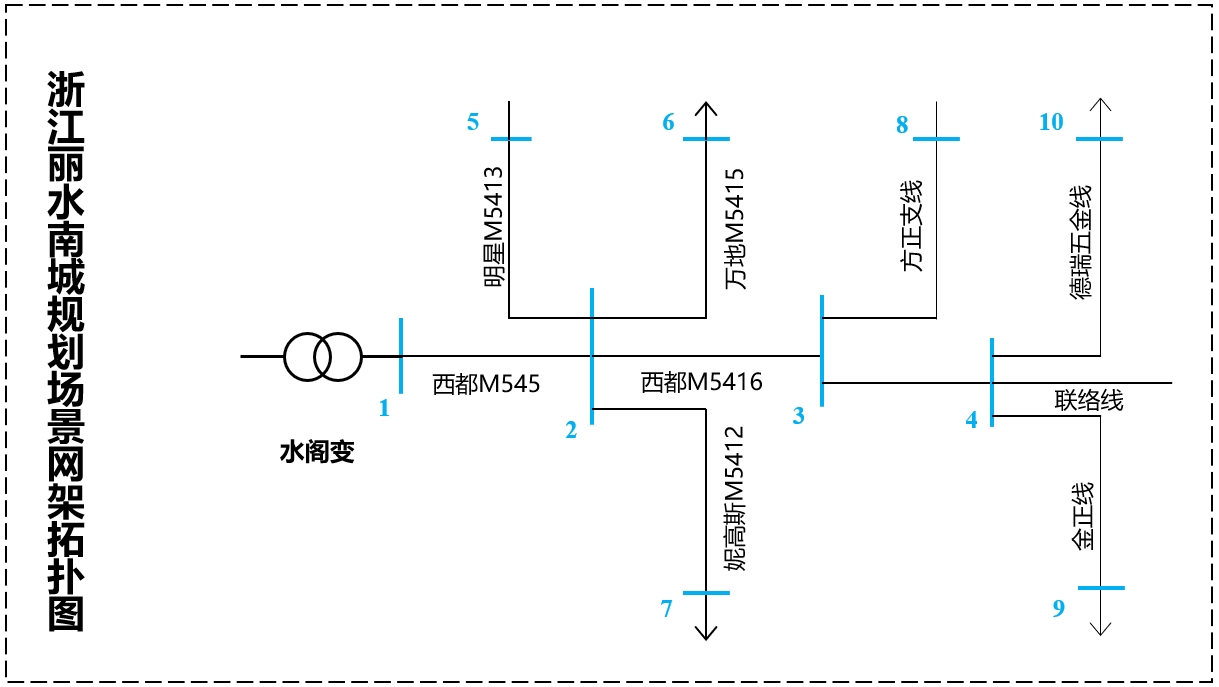 浙江丽水南城规划场景网架拓扑图
5
6
8
10
明星M5413
万地M5415
方正支线
德瑞五金线
西都M545
西都M5416
联络线
1
2
3
4
水阁变
妮高斯M5412
金正线
7
9